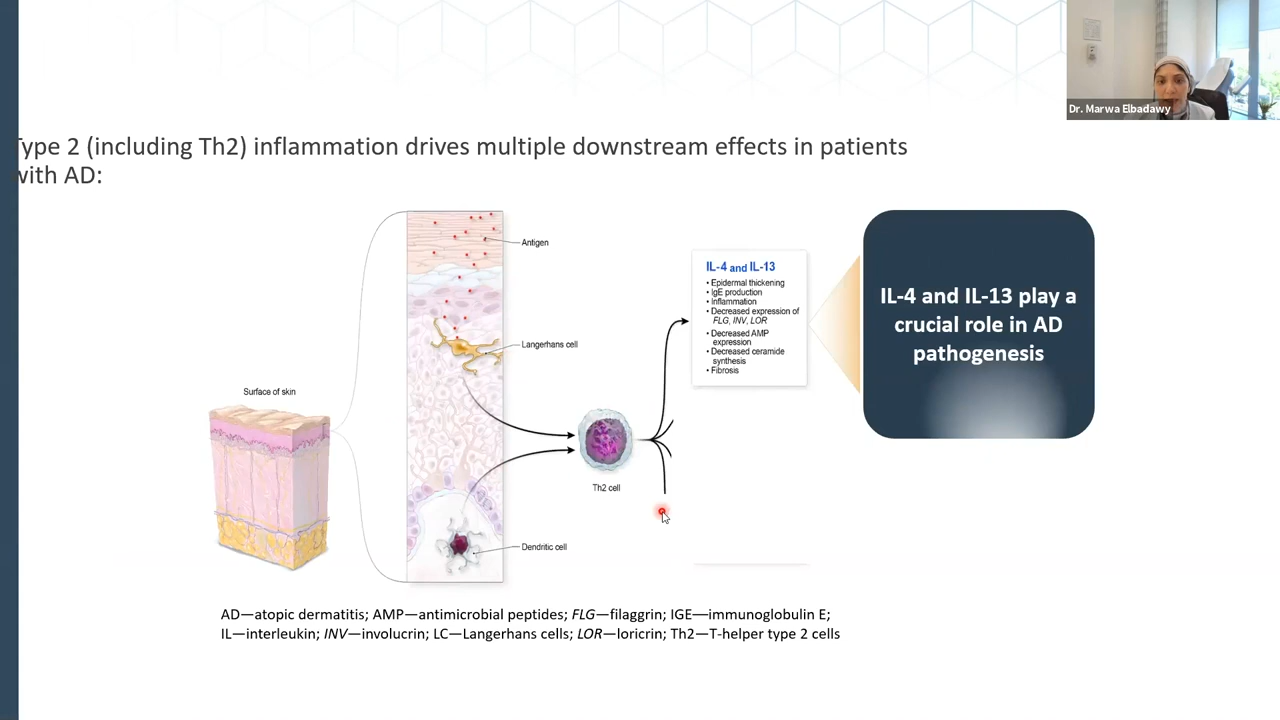 Dr. Marwa Elbadawy
Type 2 (including Th2) inflammation drives multiple downstream effects in patients
with AD:
Antigen
Langerhans cell
Surface of skin
Th2 cell
Dendritic cell
IL-4 and IL-13
• Epidermal thickening
• IgE production
• Inflammation
• Decreased expression of
FLG, INV, LOR
• Decreased AMP
expression
• Decreased ceramide
synthesis
• Fibrosis
IL-4 and IL-13 play a
crucial role in AD
pathogenesis
AD—atopic dermatitis; AMP—antimicrobial peptides; FLG—filaggrin; IGE—immunoglobulin E;
IL—interleukin; INV—involucrin; LC—Langerhans cells; LOR—loricrin; Th2—T-helper type 2 cells